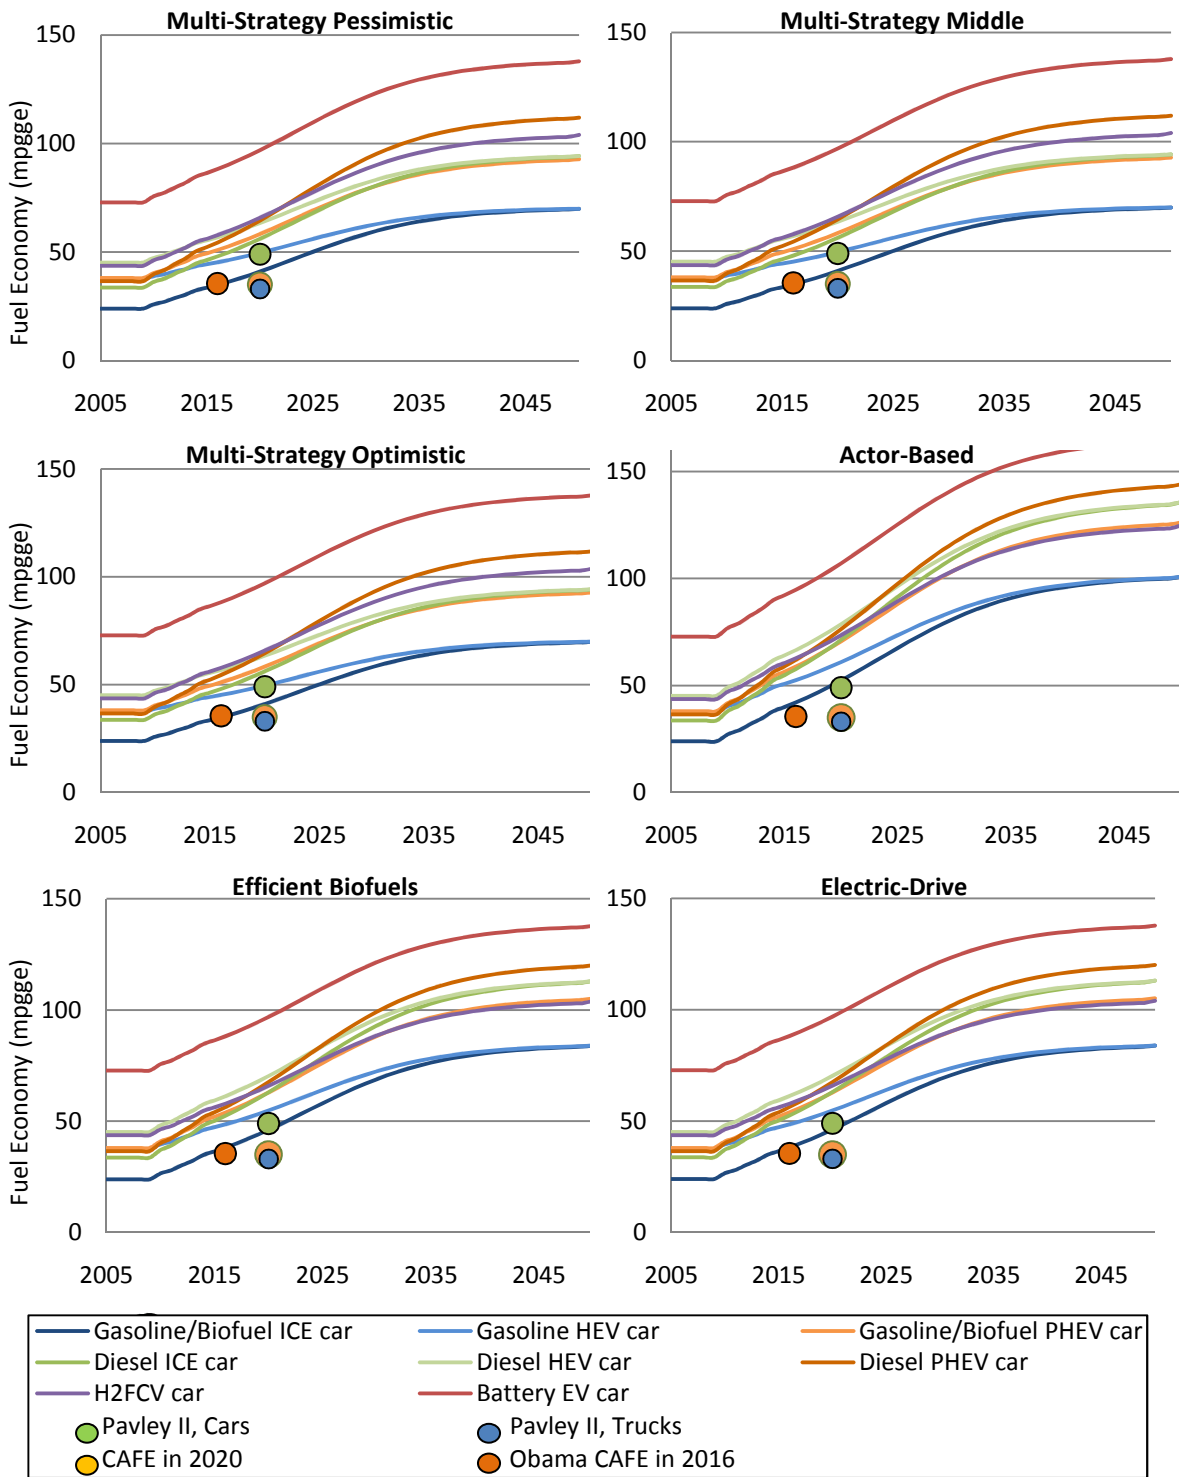 Multi-Strategy Pessimistic
Multi-Strategy Middle
Fuel Economy (mpgge)
150
100
50
0
2005 2015 2025 2035 2045
150
100
50
0
2005 2015 2025 2035 2045
Multi-Strategy Optimistic
Actor-Based
Fuel Economy (mpgge)
150
100
50
0
2005 2015 2025 2035 2045
150
100
50
0
2005 2015 2025 2035 2045
Efficient Biofuels
Electric-Drive
Fuel Economy (mpgge)
150
100
50
0
2005 2015 2025 2035 2045
150
100
50
0
2005 2015 2025 2035 2045
Gasoline/Biofuel ICE car Gasoline HEV car Gasoline/Biofuel PHEV car
Diesel ICE car Diesel HEV car Diesel PHEV car
H2FCV car Battery EV car
Pavley II, Cars Pavley II, Trucks
CAFE in 2020 Obama CAFE in 2016